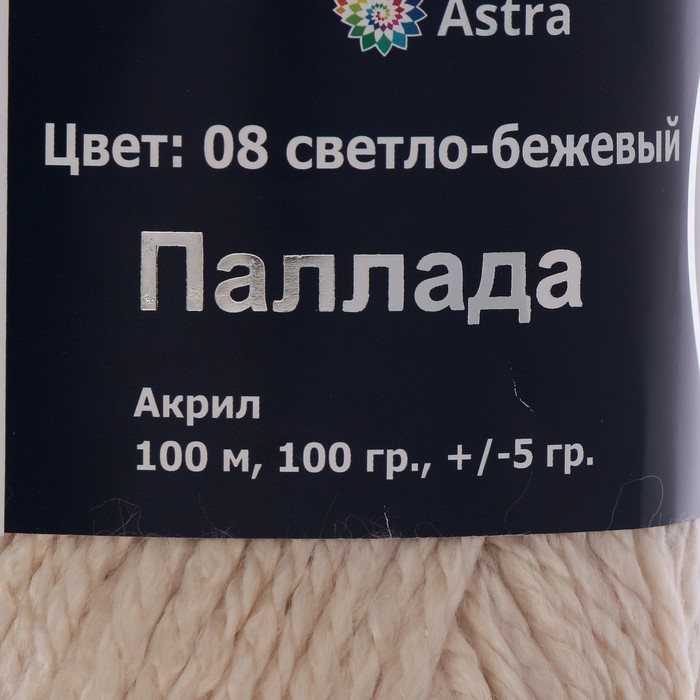 Astra
Цвет: 08 светло-бежевый
Паллада
Акрил
100 м, 100 гр., +/-5 гр.